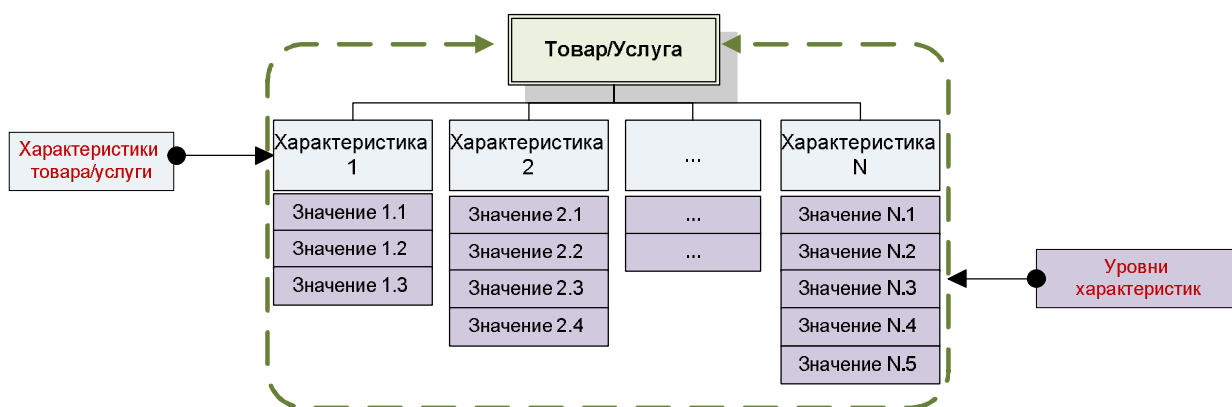 Товар/Услуга
Характеристики
товара/услуги
Характеристика
1
Характеристика
2
...
Характеристика
N
Значение 1.1
Значение 1.2
Значение 1.3
Значение 2.1
Значение 2.2
Значение 2.3
Значение 2.4
...
...
Значение N.1
Значение N.2
Значение N.3
Значение N.4
Значение N.5
Уровни
характеристик